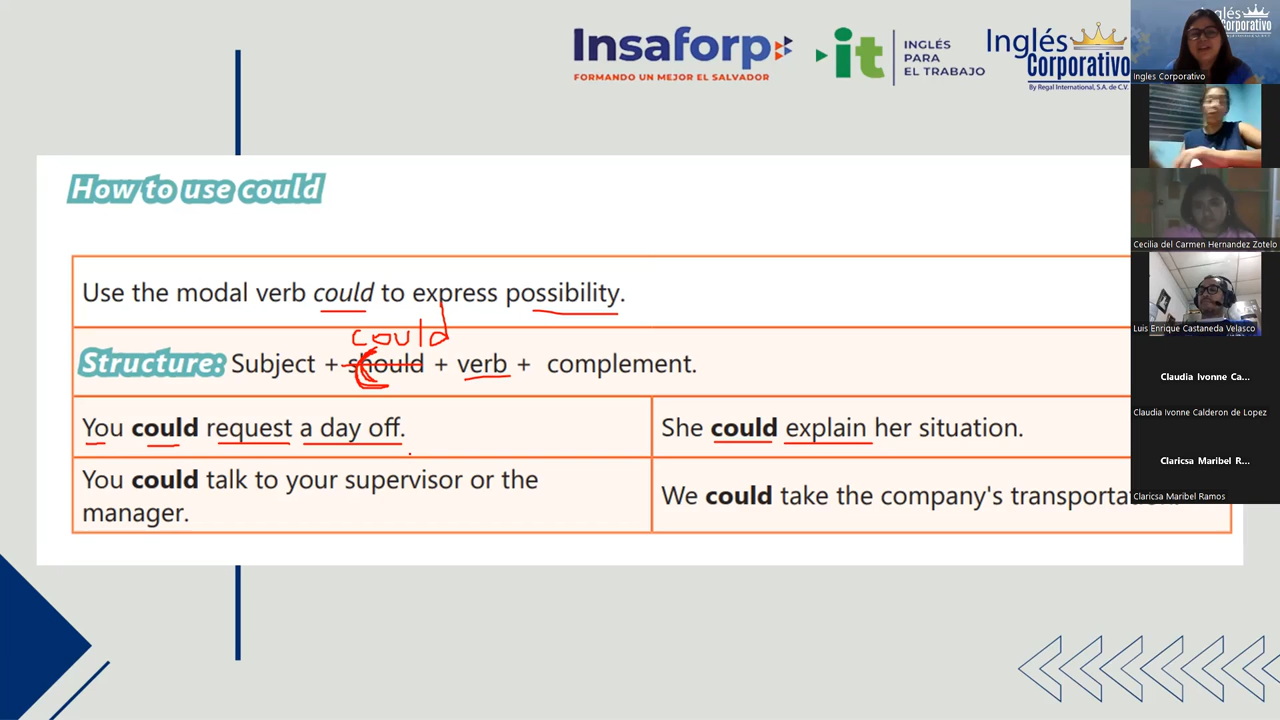 Insaforp
FORMANDO UN MEJOR EL SALVADOR
it
INGLÉS
PARA
EL TRABAJO
Inglés
Corporativo
By Regal International, S.A. de C.V.
Inglés
Corporativo
Ingles Corporativo
Cecilia del Carmen Hernandez Zotelo
Luis Enrique Castaneda Velasco
Claudia Ivonne Ca...
Claudia Ivonne Calderon de Lopez
Claricsa Maribel R...
Claricsa Maribel Ramos
How to use could
Use the modal verb could to express possibility.
could
Structure: Subject + should + verb + complement.
You could request a day off.
She could explain her situation.
You could talk to your supervisor or the
manager.
We could take the company's transportation.